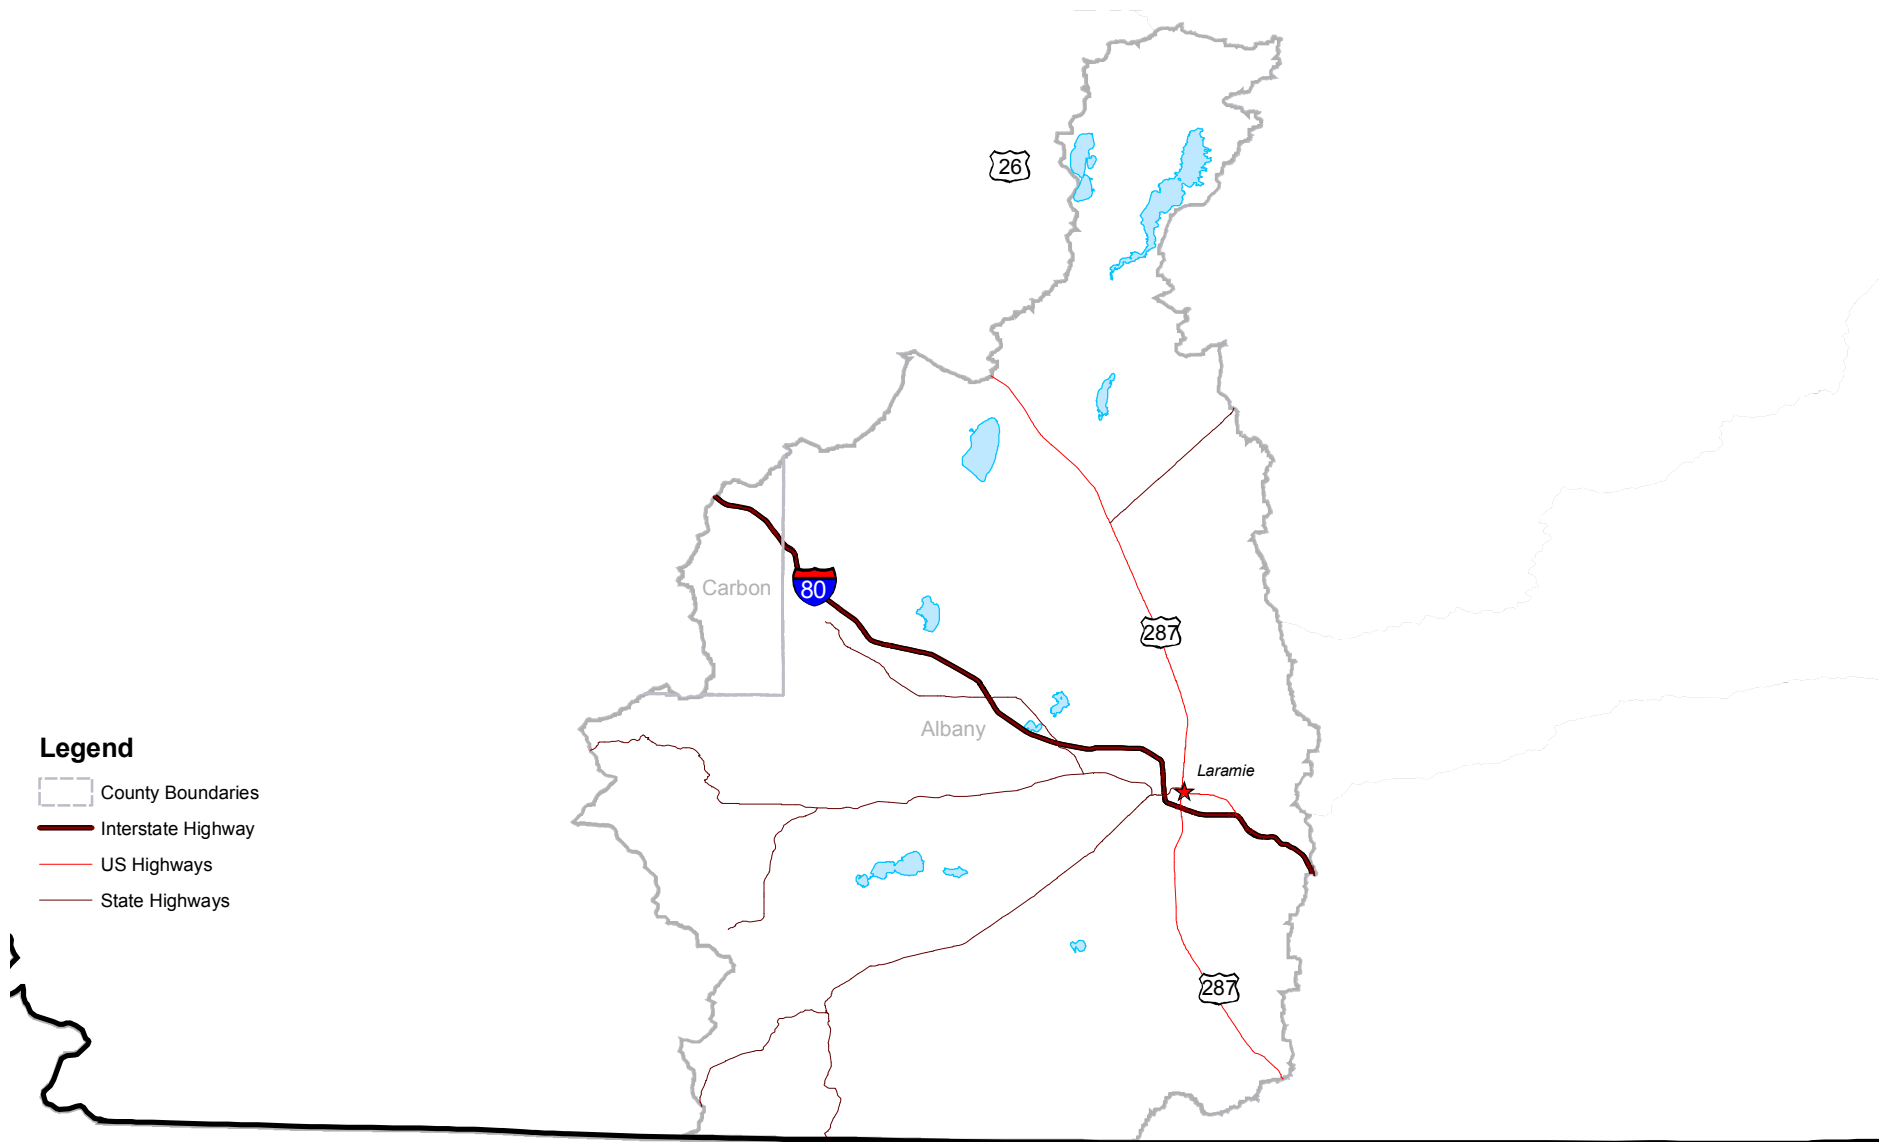 26
80
Carbon
287
Albany
Laramie
Legend
County Boundaries
Interstate Highway
US Highways
State Highways
287